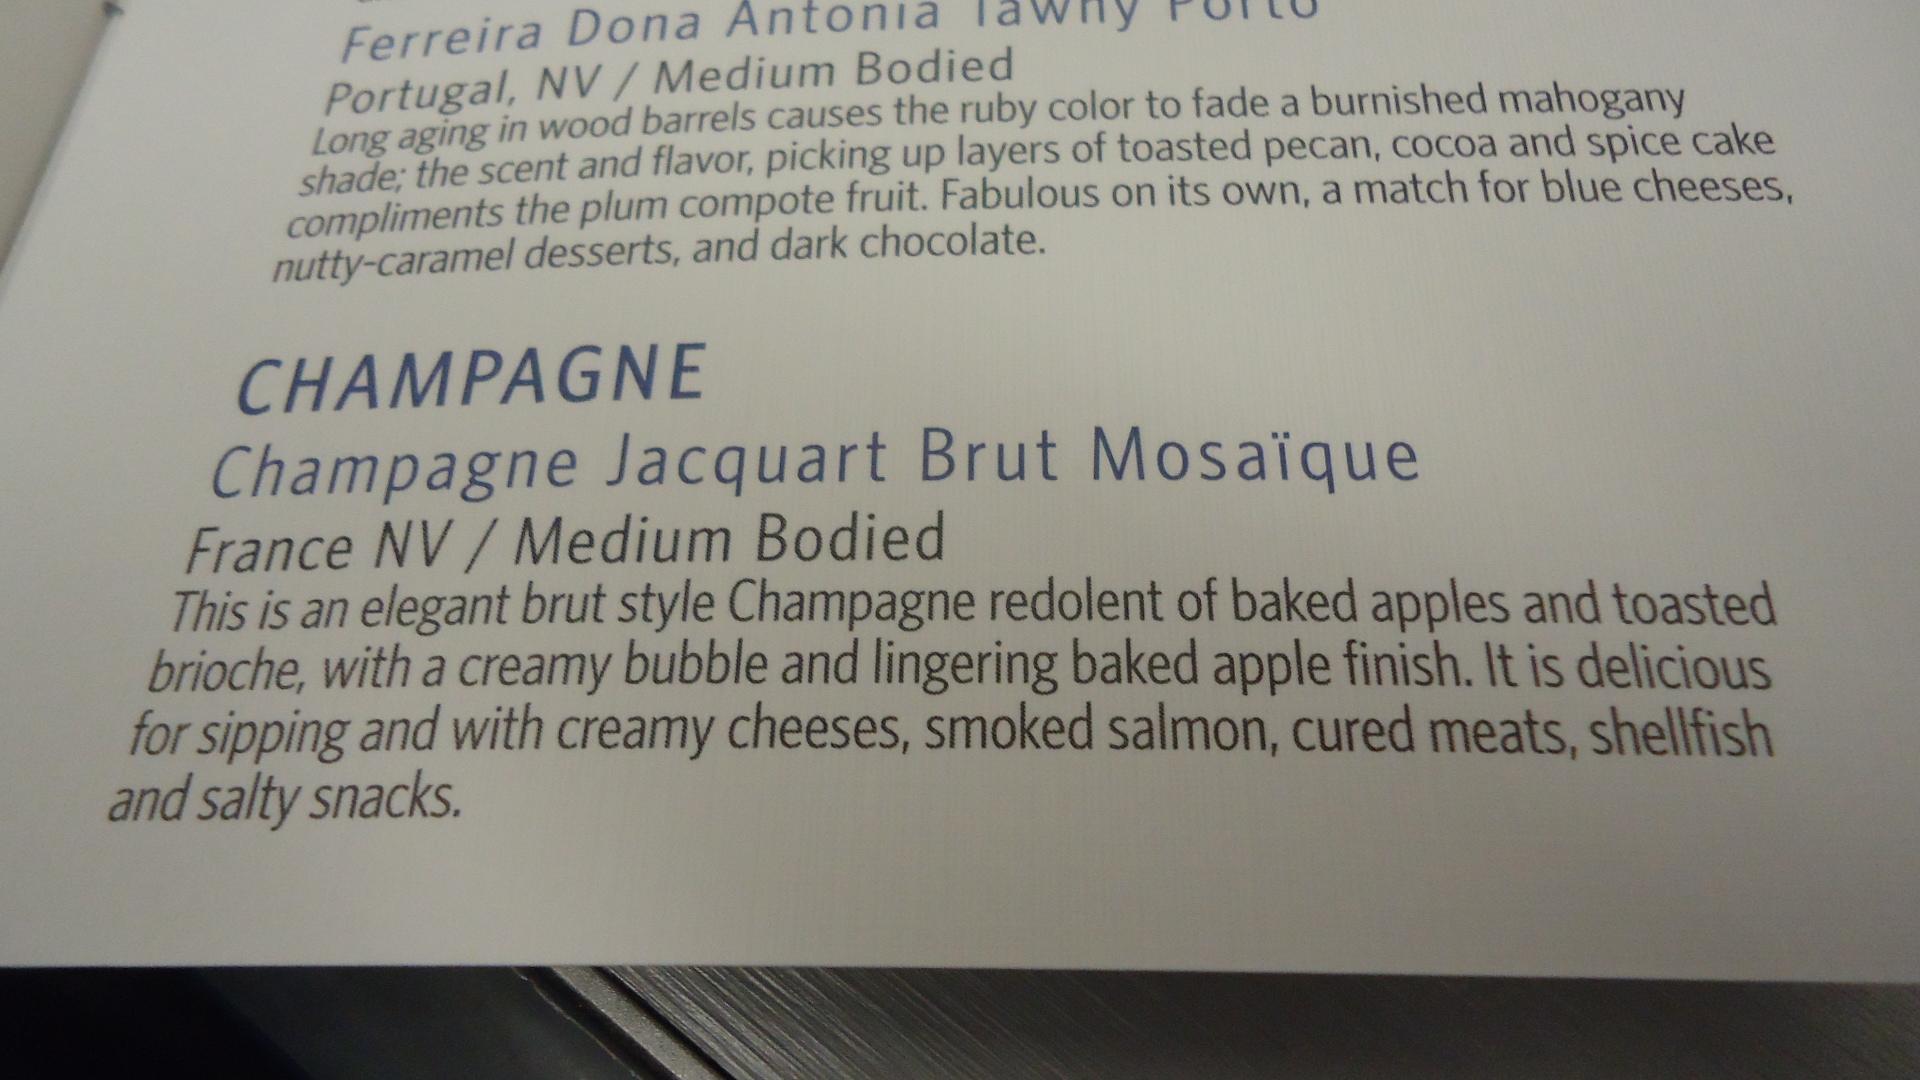 Ferreira Dona Antonia Tawny Porto
Portugal, NV / Medium Bodied
Long aging in wood barrels causes the ruby color to fade a burnished mahogany
shade; the scent and flavor, picking up layers of toasted pecan, cocoa and spice cake
compliments the plum compote fruit. Fabulous on its own, a match for blue cheeses,
nutty-caramel desserts, and dark chocolate.
CHAMPAGNE
Champagne Jacquart Brut Mosaïque
France NV / Medium Bodied
This is an elegant brut style Champagne redolent of baked apples and toasted
brioche, with a creamy bubble and lingering baked apple finish. It is delicious
for sipping and with creamy cheeses, smoked salmon, cured meats, shellfish
and salty snacks.